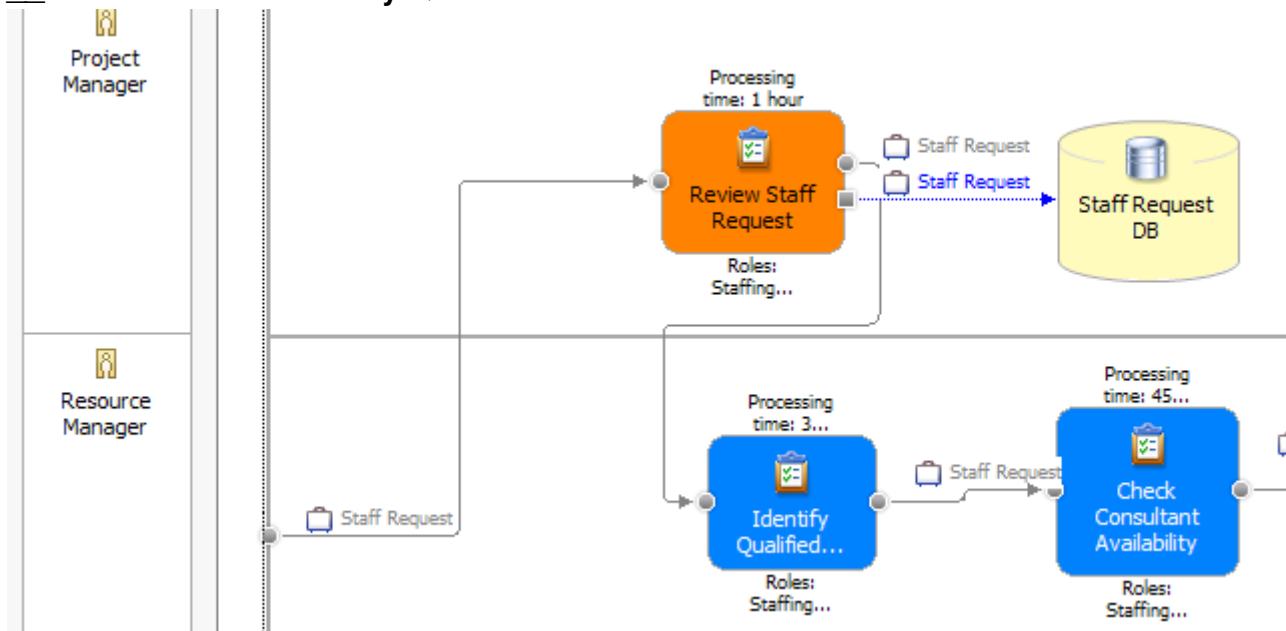 Project
Manager
Processing
time: 1 hour
Review Staff
Request
Roles:
Staffing...
Staff Request
Staff Request
Staff Request
DB
Resource
Manager
Staff Request
Processing
time: 3...
Identify
Qualified...
Roles:
Staffing...
Staff Request
Processing
time: 45...
Check
Consultant
Availability
Roles:
Staffing...